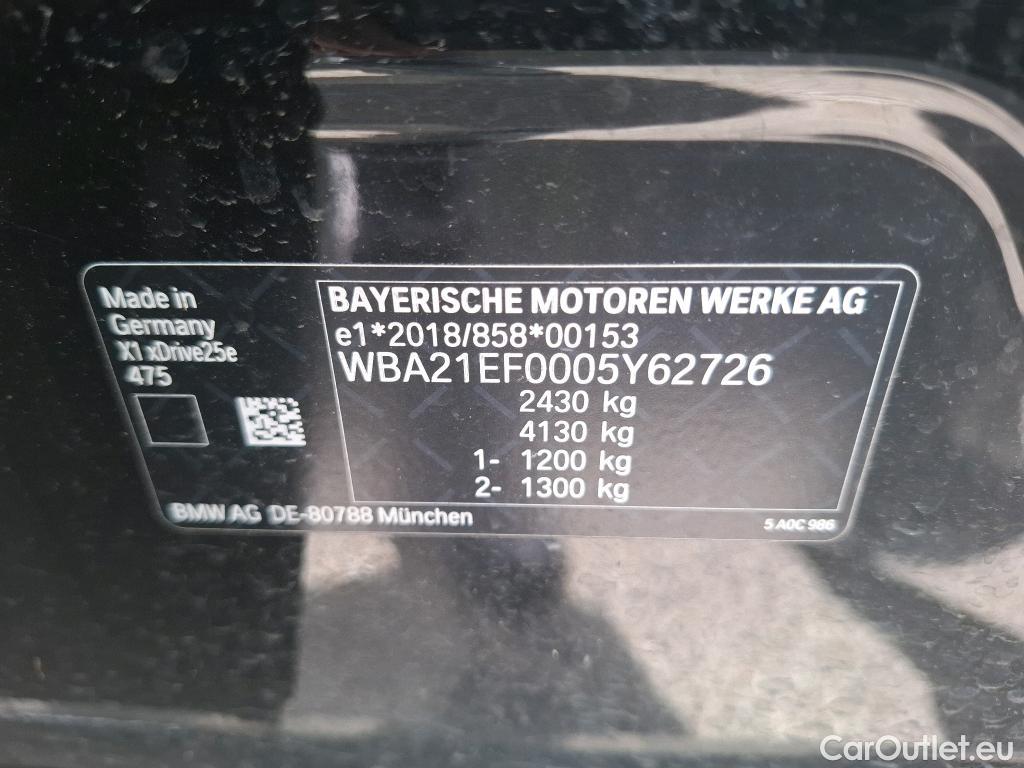 Made in
Germany
X1 xDrive25e
475
BAYERISCHE MOTOREN WERKE AG
e1*2018/858*00153
WBA21EF0005Y62726
2430 kg
4130 kg
1- 1200 kg
2- 1300 kg
BMW AG DE-80788 München
5 A0C 986
CarOutlet.eu